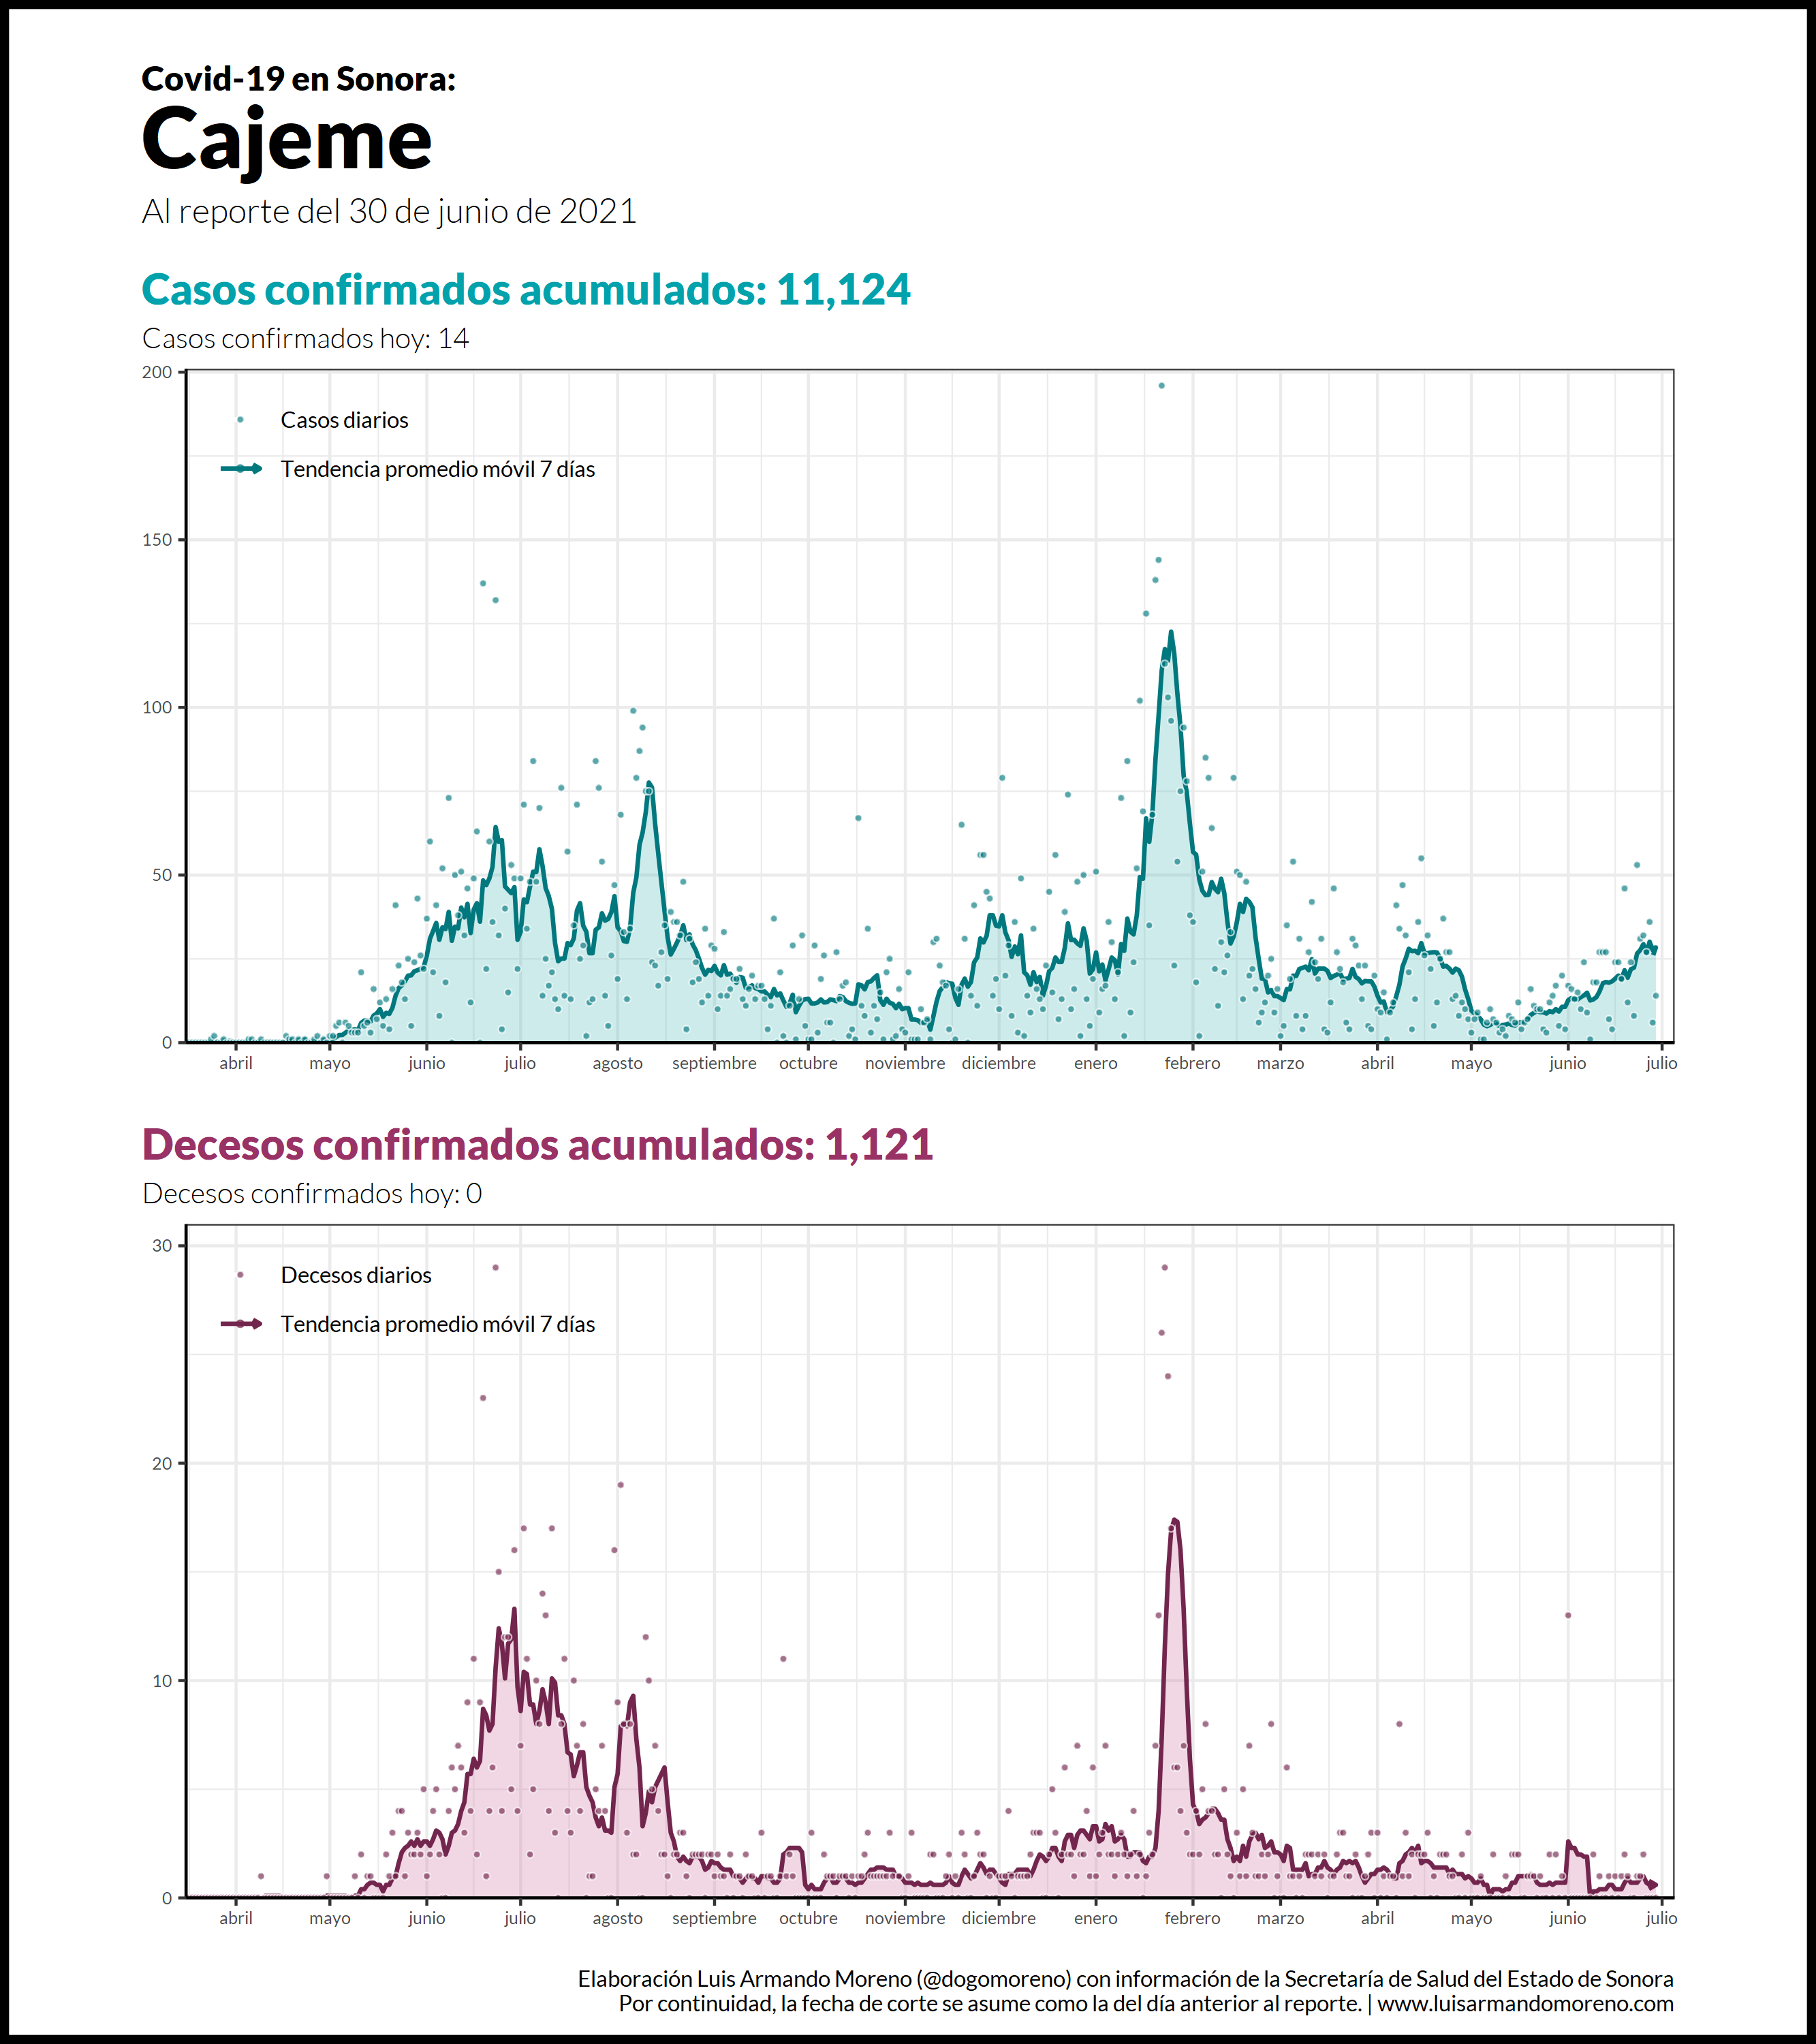 Covid-19 en Sonora:
Cajeme
Al reporte del 30 de junio de 2021
Casos confirmados acumulados: 11,124
Casos confirmados hoy: 14
200
150
100
50
0
Casos diarios
Tendencia promedio móvil 7 días
abril mayo junio julio agosto septiembre octubre noviembre diciembre enero febrero marzo abril mayo junio julio
Decesos confirmados acumulados: 1,121
Decesos confirmados hoy: 0
30
20
10
0
Decesos diarios
Tendencia promedio móvil 7 días
abril mayo junio julio agosto septiembre octubre noviembre diciembre enero febrero marzo abril mayo junio julio
Elaboración Luis Armando Moreno (@dogomoreno) con información de la Secretaría de Salud del Estado de Sonora
Por continuidad, la fecha de corte se asume como la del día anterior al reporte. | www.luisarmandomoreno.com